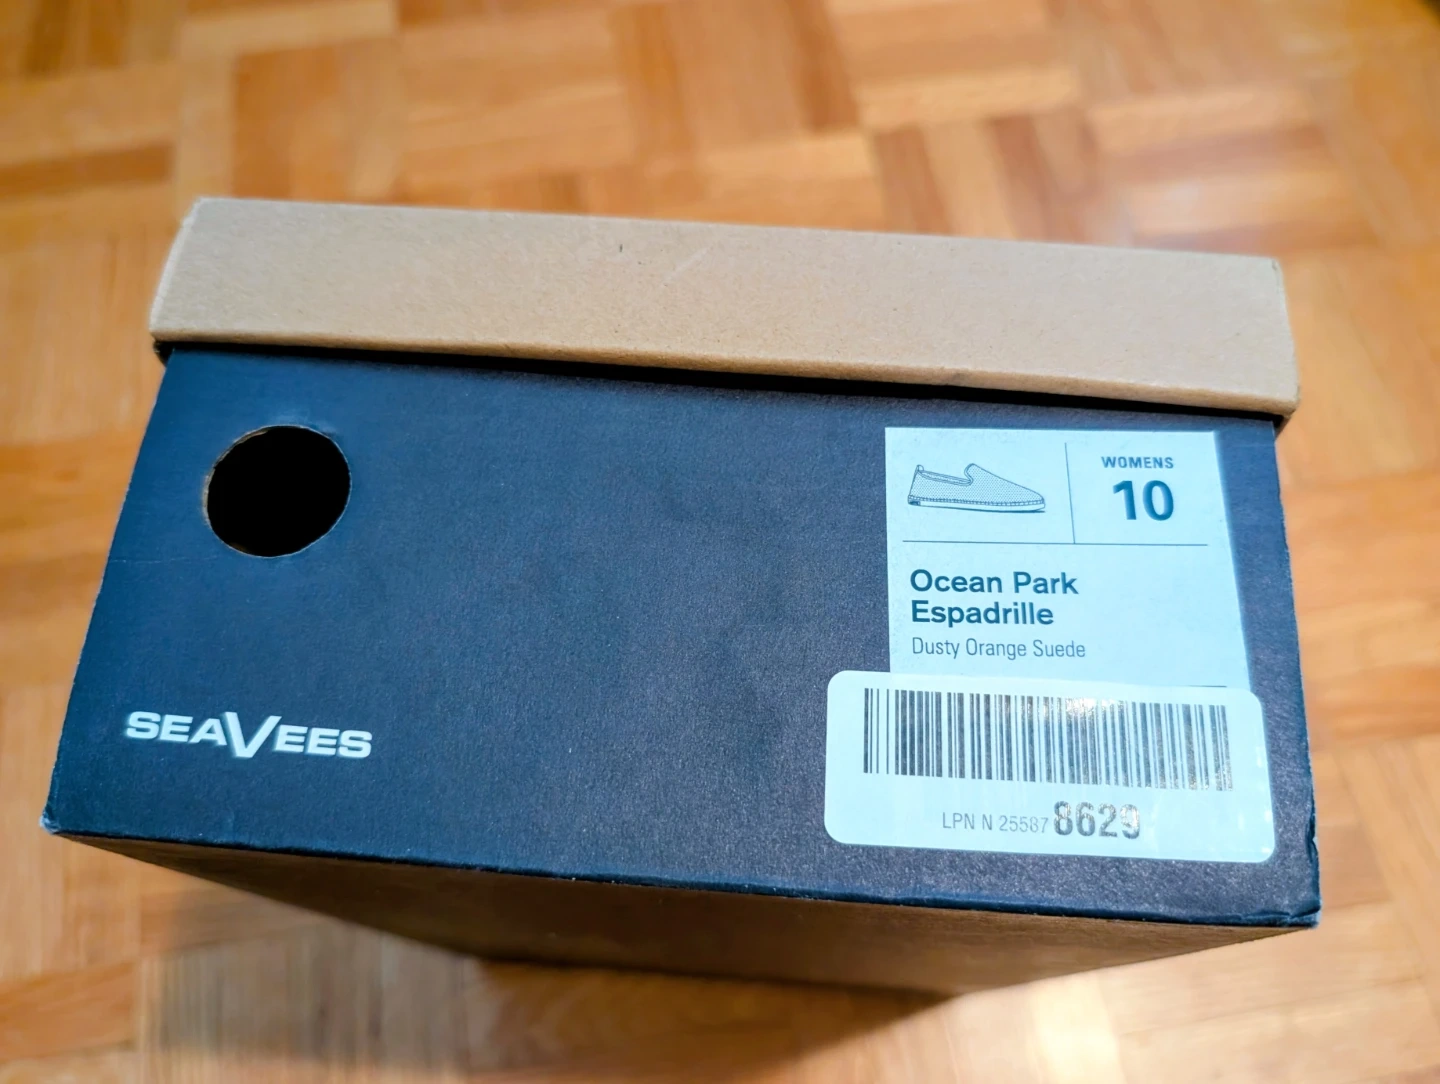 WOMENS
10
Ocean Park
Espadrille
Dusty Orange Suede
SEAVEES
LPN N 25587 8629